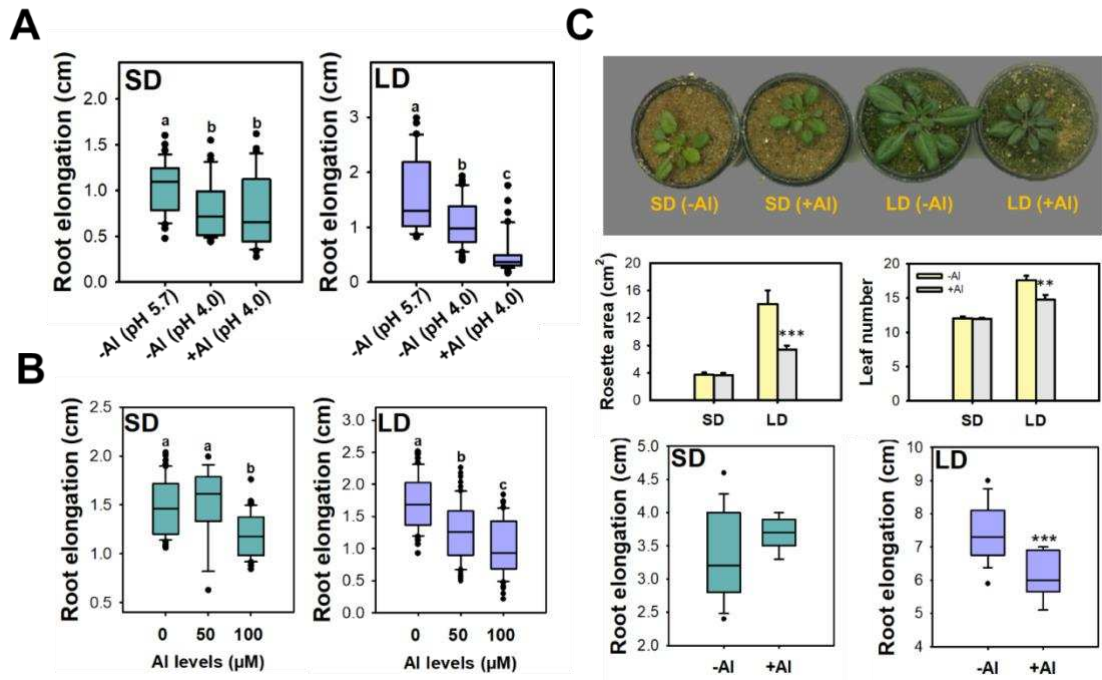 A
SD
Root elongation (cm)
2.0
1.5
1.0
0.5
0.0
a
b
b
-Al (pH 5.7)
-Al (pH 4.0)
+Al (pH 4.0)
LD
Root elongation (cm)
3
2
1
0
a
b
c
-Al (pH 5.7)
-Al (pH 4.0)
+Al (pH 4.0)
B
SD
Root elongation (cm)
2.5
2.0
1.5
1.0
0.5
a
a
b
0 50 100
Al levels (µM)
LD
Root elongation (cm)
3.0
2.5
2.0
1.5
1.0
0.5
0.0
a
b
c
0 50 100
Al levels (µM)
C
SD (-Al) SD (+Al) LD (-Al) LD (+Al)
Rosette area (cm²)
20
16
12
8
4
0
***
SD LD
Leaf number
20
15
10
5
0
-Al
+Al
**
SD LD
SD
Root elongation (cm)
5.0
4.5
4.0
3.5
3.0
2.5
2.0
-Al +Al
LD
Root elongation (cm)
10
9
8
7
6
5
4
***
-Al +Al